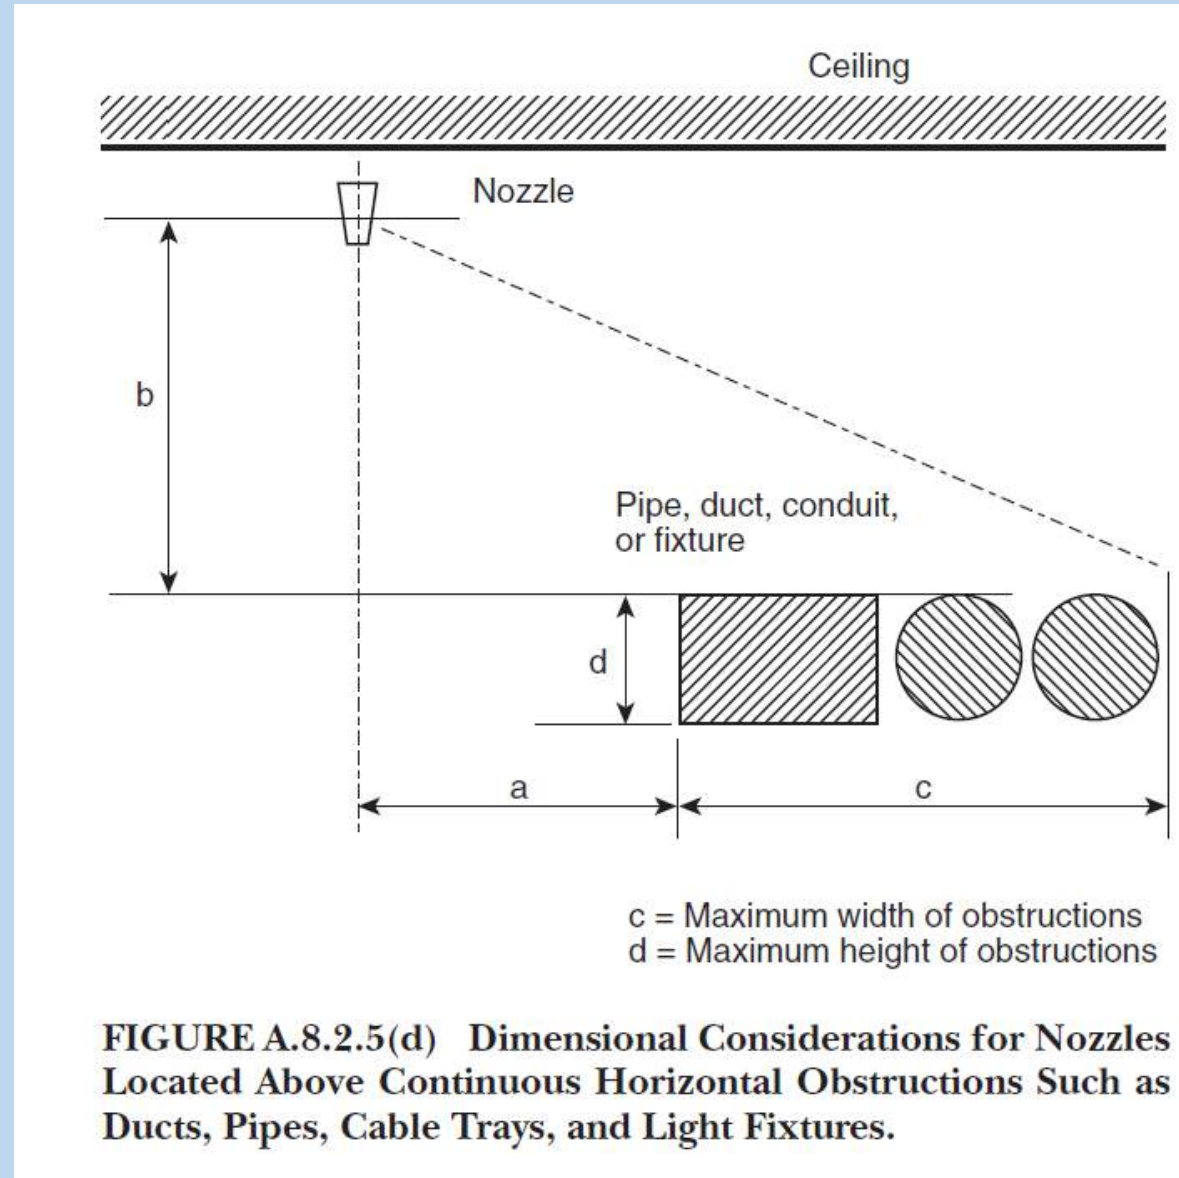 Ceiling
Nozzle
b
Pipe, duct, conduit,
or fixture
d
a
c
c = Maximum width of obstructions
d = Maximum height of obstructions
FIGURE A.8.2.5(d) Dimensional Considerations for Nozzles
Located Above Continuous Horizontal Obstructions Such as
Ducts, Pipes, Cable Trays, and Light Fixtures.